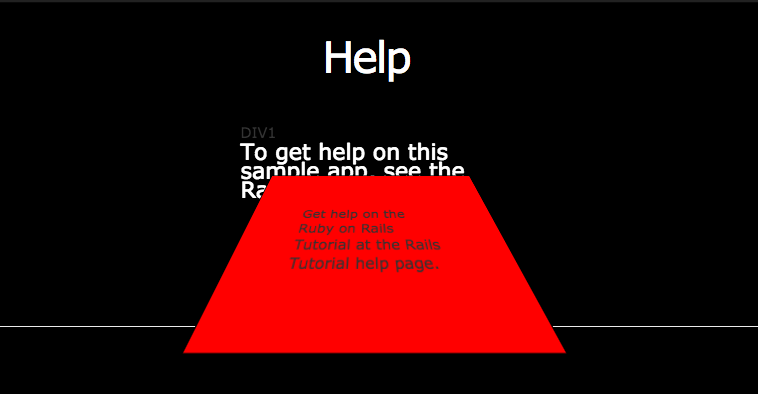 Help
DIV1
To get help on this
sample app, see the
Ra
Get help on the
Ruby on Rails
Tutorial at the Rails
Tutorial help page.